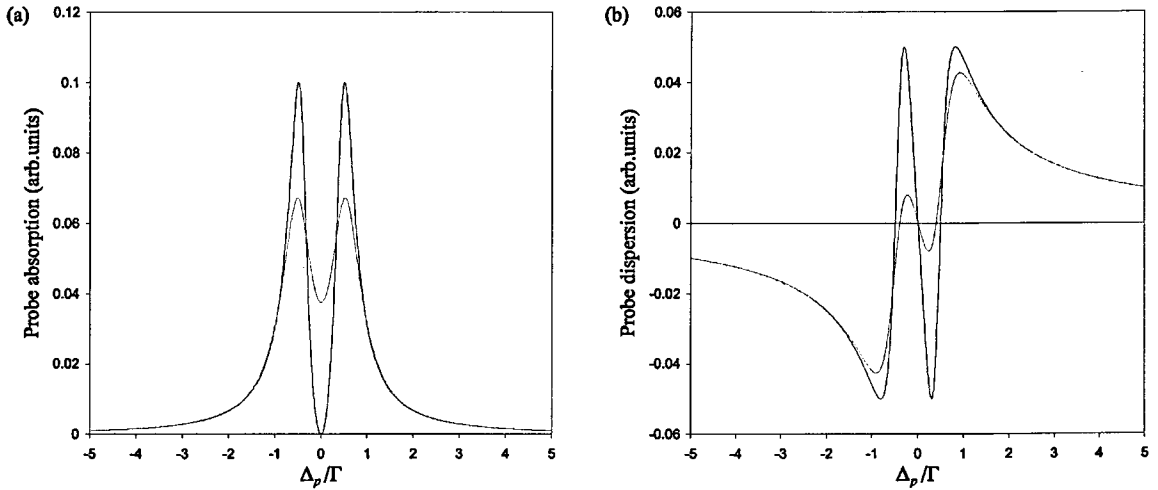 (a)
0.12
0.1
0.08
0.06
0.04
0.02
0
Probe absorption (arb.units)
-5 -4 -3 -2 -1 0 1 2 3 4 5
Δp/Γ
(b)
0.06
0.04
0.02
0
-0.02
-0.04
-0.06
Probe dispersion (arb.units)
-5 -4 -3 -2 -1 0 1 2 3 4 5
Δp/Γ